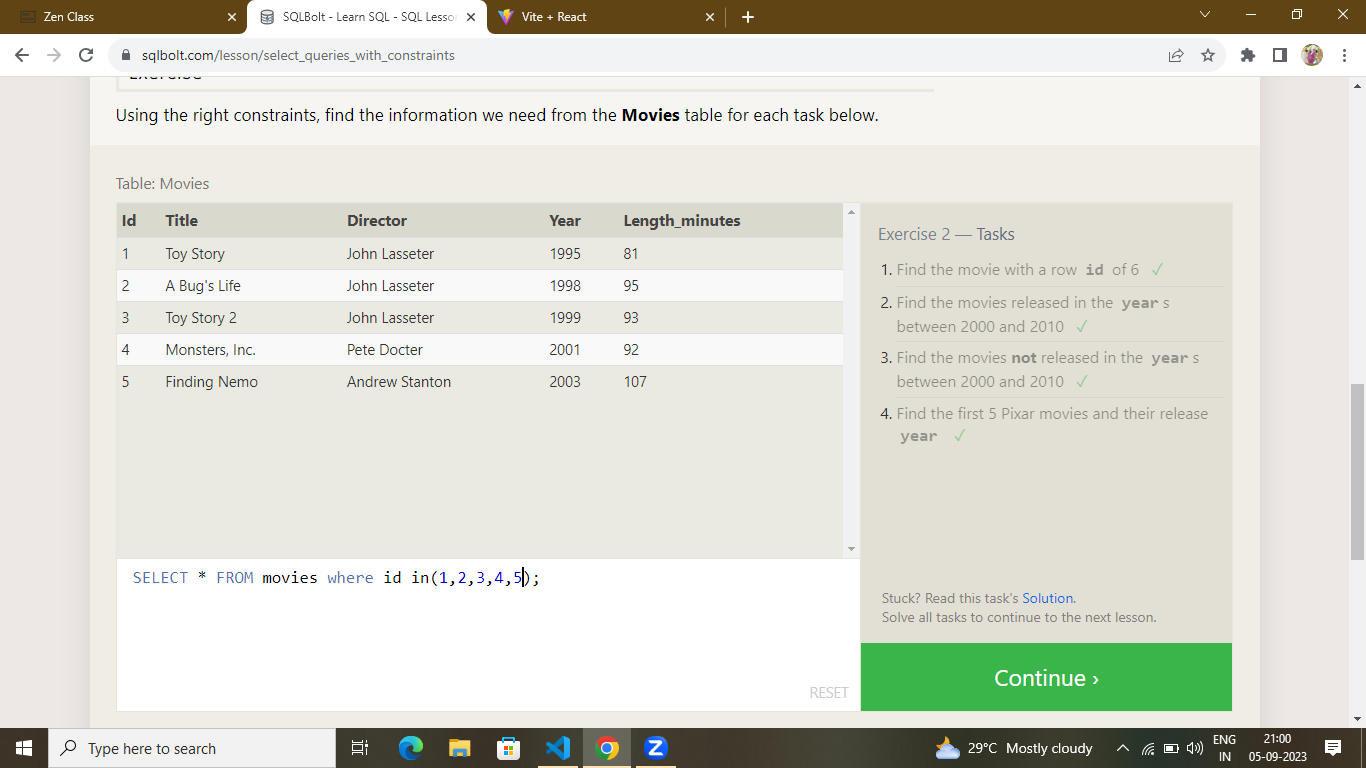 Zen Class
SQLBolt - Learn SQL - SQL Lesson
Vite + React
sqlbolt.com/lesson/select_queries_with_constraints
Exercise
Using the right constraints, find the information we need from the Movies table for each task below.
Table: Movies
Id Title Director Year Length_minutes
1 Toy Story John Lasseter 1995 81
2 A Bug's Life John Lasseter 1998 95
3 Toy Story 2 John Lasseter 1999 93
4 Monsters, Inc. Pete Docter 2001 92
5 Finding Nemo Andrew Stanton 2003 107
SELECT * FROM movies where id in(1,2,3,4,5);
RESET
Exercise 2 — Tasks
1. Find the movie with a row id of 6 ✓
2. Find the movies released in the year s
between 2000 and 2010 ✓
3. Find the movies not released in the year s
between 2000 and 2010 ✓
4. Find the first 5 Pixar movies and their release
year ✓
Stuck? Read this task's Solution.
Solve all tasks to continue to the next lesson.
Continue ›
Type here to search
29°C Mostly cloudy
ENG
IN
21:00
05-09-2023